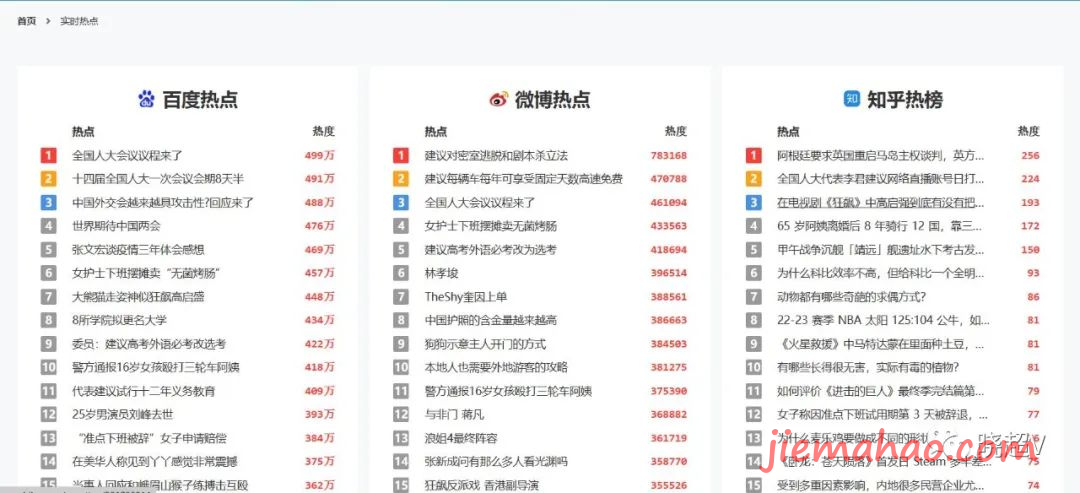 首页 > 实时热点
百度热点
热点 热度
1 全国人大会议议程来了 499万
2 十四届全国人大一次会议会期8天半 491万
3 中国外交会越来越具攻击性?回应来了 488万
4 世界期待中国两会 476万
5 张文宏谈疫情三年体会感想 469万
6 女护士下班摆摊卖“无菌烤肠” 457万
7 大熊猫走姿神似狂飙高启盛 448万
8 8所学院拟更名大学 434万
9 委员：建议高考外语必考改选考 422万
10 警方通报16岁女孩殴打三轮车阿姨 418万
11 代表建议试行十二年义务教育 409万
12 25岁男演员刘峰去世 393万
13 “准点下班被辞”女子申请赔偿 384万
14 在美华人称见到丫丫感觉非常震撼 375万
15 当事人回应和峨眉山猴子练搏击互殴 362万
微博热点
热点 热度
1 建议对密室逃脱和剧本杀立法 783168
2 建议每辆车每年可享受固定天数高速免费 470788
3 全国人大会议议程来了 461094
4 女护士下班摆摊卖无菌烤肠 433563
5 建议高考外语必考改为选考 418694
6 林孝埈 396514
7 TheShy奎因上单 388561
8 中国护照的含金量越来越高 386663
9 狗狗示意主人开门的方式 384503
10 本地人也需要外地游客的攻略 381275
11 警方通报16岁女孩殴打三轮车阿姨 375390
12 与非门 蒋凡 368882
13 浪姐4最终阵容 361719
14 张新成问有那么多人看光渊吗 358770
15 狂飙反派戏 香港副导演 355526
知乎热榜
热点 热度
1 阿根廷要求英国重启马岛主权谈判，英方... 256
2 全国人大代表李君建议网络直播账号日打... 224
3 在电视剧《狂飙》中高启强到底有没有把... 193
4 65 岁阿姨离婚后 8 年骑行 12 国，靠三... 172
5 甲午战争沉舰「靖远」舰遗址水下考古发... 150
6 为什么科比效率不高，但给科比一个全明... 93
7 动物都有哪些奇葩的求偶方式? 86
8 22-23 赛季 NBA 太阳 125:104 公牛，如... 81
9 《火星救援》中马特达蒙在里面种土豆，... 81
10 有哪些长得很无害，实际有毒的植物? 81
11 如何评价《进击的巨人》最终季完结篇第... 79
12 女子称因准点下班试用期第 3 天被辞退，... 77
13 为什么麦乐鸡要做成不同的形状
14 《卧龙：苍天陨落》首发日 Steam 多半差... 75
15 受到多重因素影响，内地很多民营企业尤... 74
晓超V
jiemahao.com